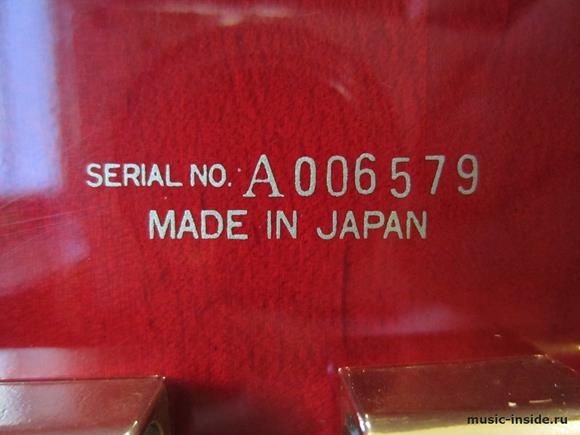 SERIAL NO. A006579
MADE IN JAPAN
music-inside.ru